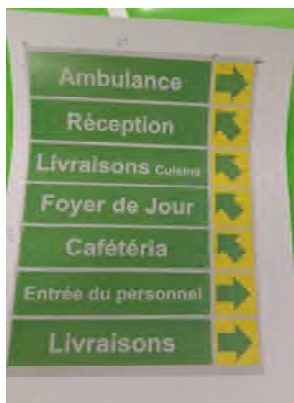 Ambulance
Réception
Livraisons Cuisine
Foyer de Jour
Cafétéria
Entrée du personnel
Livraisons